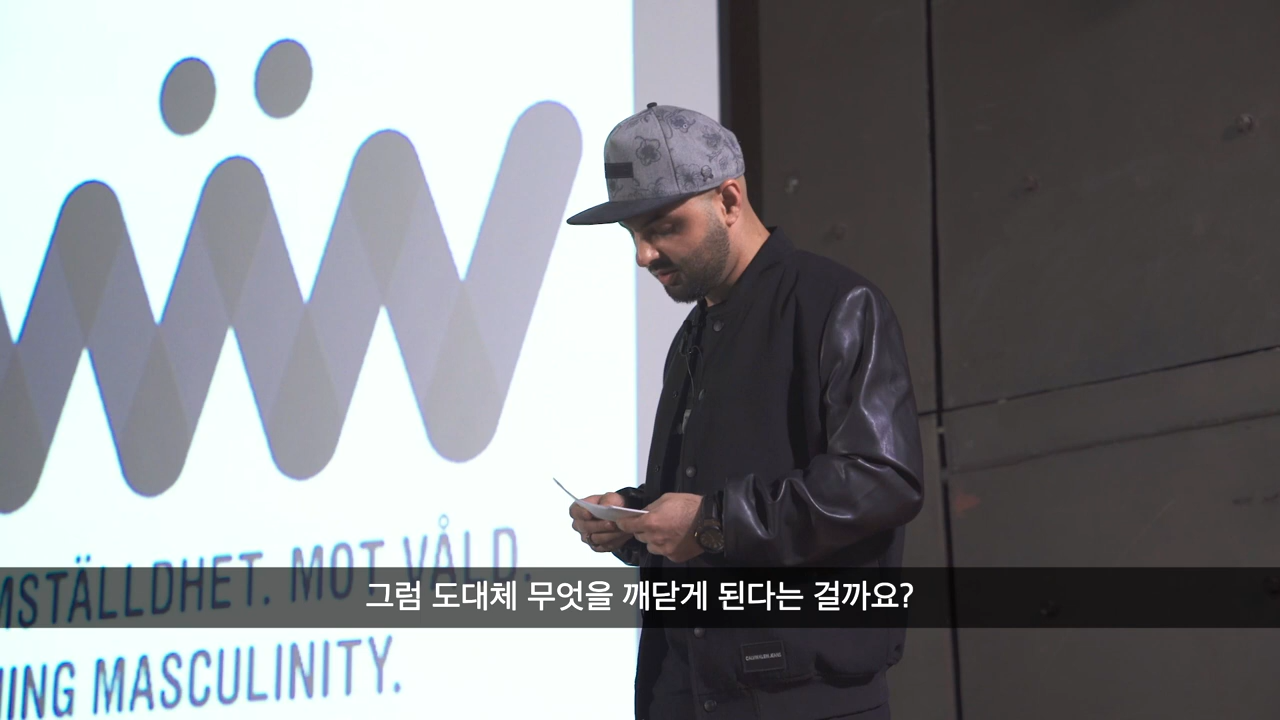 MSTÄLLDHET. MOT VÅLD.
그럼 도대체 무엇을 깨닫게 된다는 걸까요?
ING MASCULINITY.